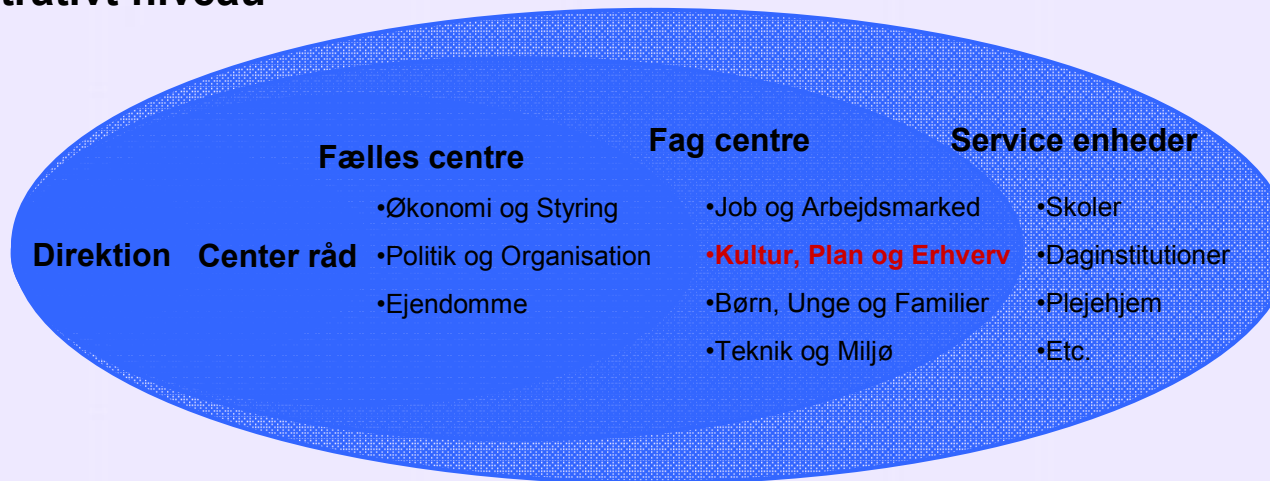 niveau
Fælles centre
Fag centre
Service enheder
Direktion
Center råd
•Økonomi og Styring
•Politik og Organisation
•Ejendomme
•Job og Arbejdsmarked
•Kultur, Plan og Erhverv
•Børn, Unge og Familier
•Teknik og Miljø
•Skoler
•Daginstitutioner
•Plejehjem
•Etc.